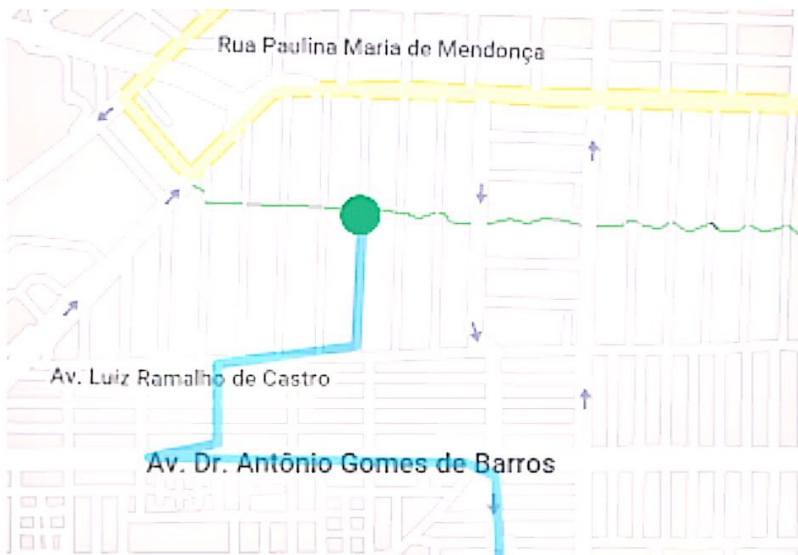 Rua Paulina Maria de Mendonça
Av. Luiz Ramalho de Castro
Av. Dr. Antônio Gomes de Barros